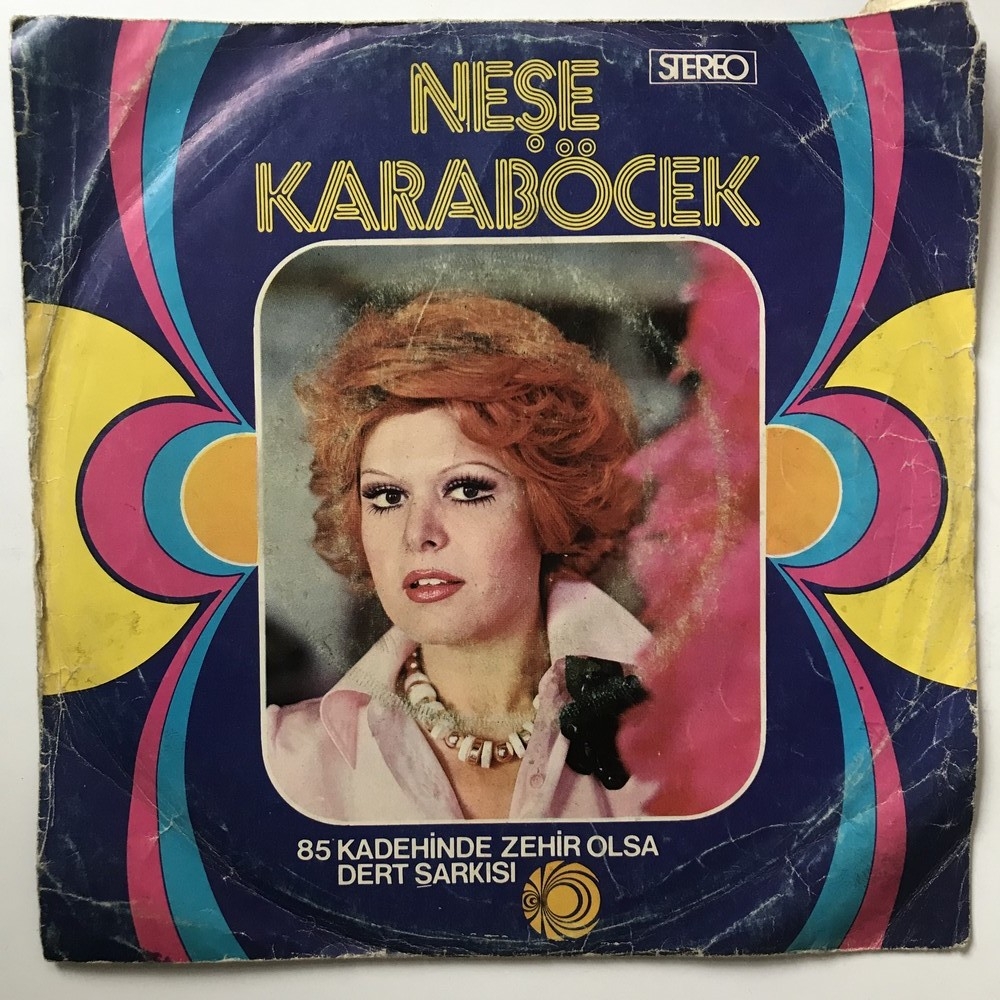 STEREO
NEŞE
KARABÖCEK
85 KADEHİNDE ZEHİR OLSA
DERT ŞARKISI